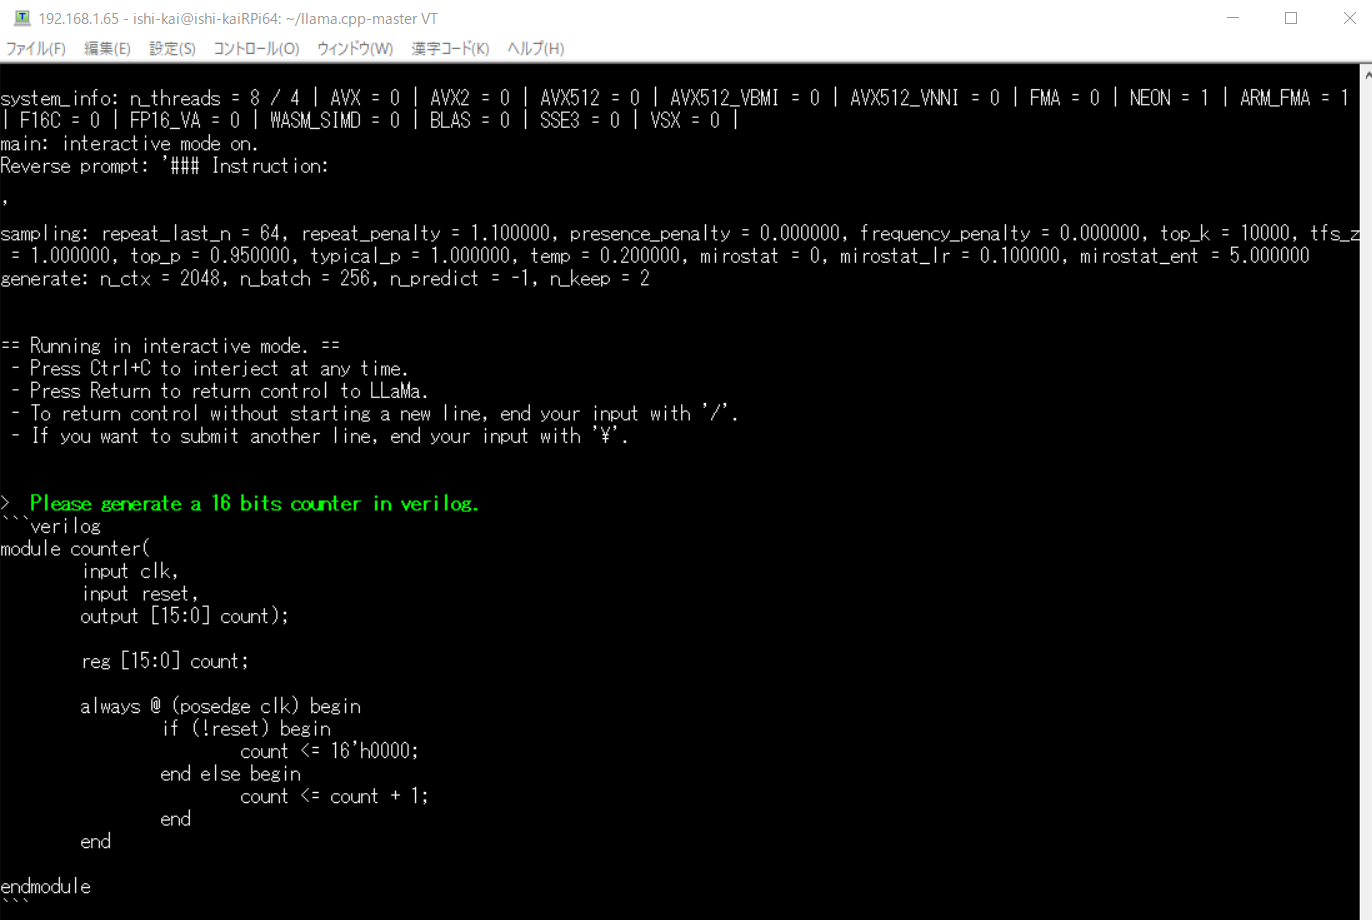 192.168.1.65 - ishi-kai@ishi-kaiRPi64: ~/llama.cpp-master VT
ファイル(F) 編集(E) 設定(S) コントロール(O) ウィンドウ(W) 漢字コード(K) ヘルプ(H)
system_info: n_threads = 8 / 4 | AVX = 0 | AVX2 = 0 | AVX512 = 0 | AVX512_VBMI = 0 | AVX512_VNNI = 0 | FMA = 0 | NEON = 1 | ARM_FMA = 1
| F16C = 0 | FP16_VA = 0 | WASM_SIMD = 0 | BLAS = 0 | SSE3 = 0 | VSX = 0 |
main: interactive mode on.
Reverse prompt: '### Instruction:

'

sampling: repeat_last_n = 64, repeat_penalty = 1.100000, presence_penalty = 0.000000, frequency_penalty = 0.000000, top_k = 10000, tfs_z
 = 1.000000, top_p = 0.950000, typical_p = 1.000000, temp = 0.200000, mirostat = 0, mirostat_lr = 0.100000, mirostat_ent = 5.000000
generate: n_ctx = 2048, n_batch = 256, n_predict = -1, n_keep = 2

== Running in interactive mode. ==
 - Press Ctrl+C to interject at any time.
 - Press Return to return control to LLaMa.
 - To return control without starting a new line, end your input with '/'.
 - If you want to submit another line, end your input with '¥'.

> Please generate a 16 bits counter in verilog.
```verilog
module counter(
        input clk,
        input reset,
        output [15:0] count);

        reg [15:0] count;

        always @ (posedge clk) begin
                if (!reset) begin
                        count <= 16'h0000;
                end else begin
                        count <= count + 1;
                end
        end

endmodule
```